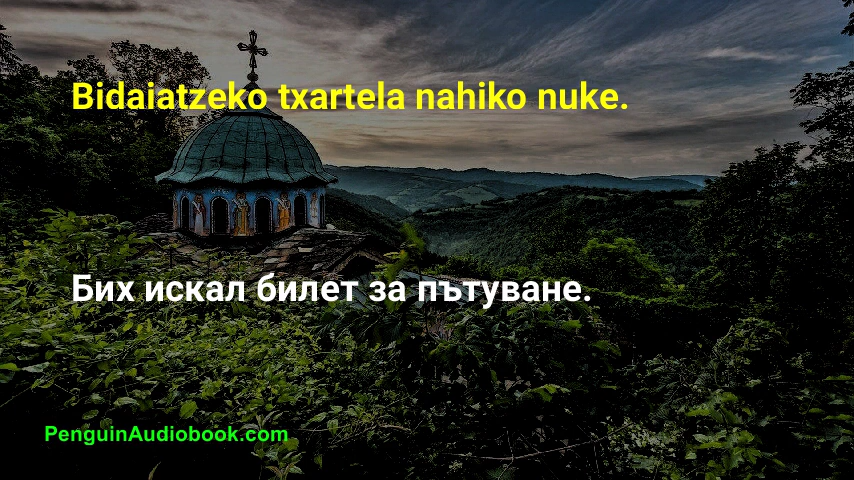 Bidaiatzeko txartela nahiko nuke.
Бих искал билет за пътуване.
PenguinAudiobook.com